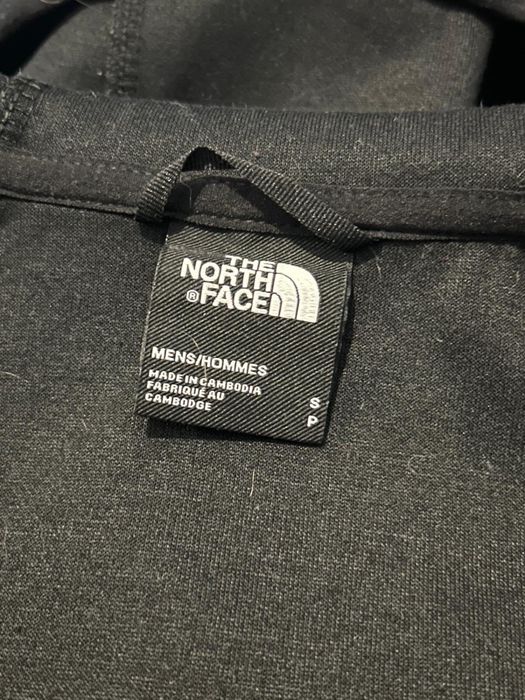 THE
NORTH
®FACE
MENS/HOMMES
MADE IN CAMBODIA
FABRIQUÉ AU
CAMBODGE
S
P